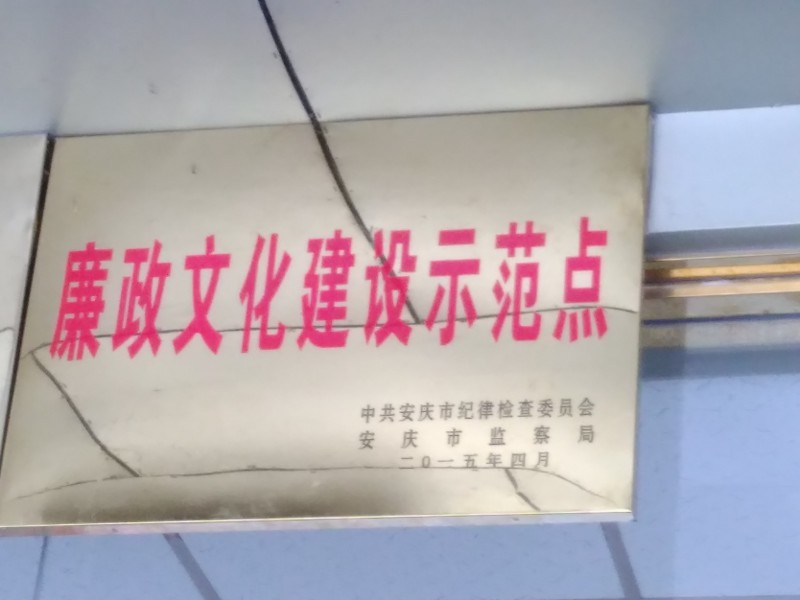 廉政文化建设示范点
中共安庆市纪律检查委员会
安庆市监察局
二〇一五年四月